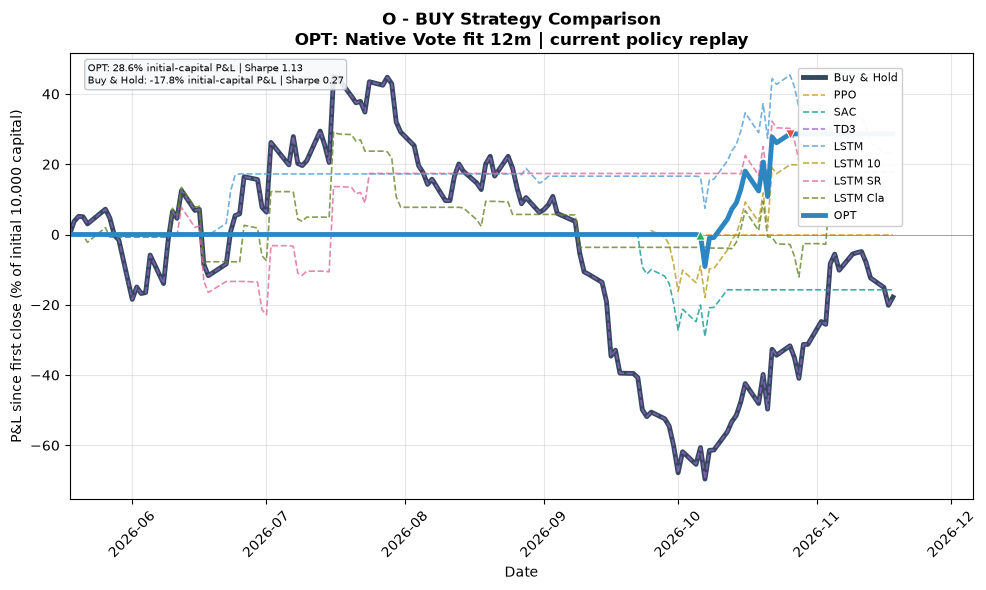 O - BUY Strategy Comparison
OPT: Native Vote fit 12m | current policy replay
OPT: 28.6% initial-capital P&L | Sharpe 1.13
Buy & Hold: -17.8% initial-capital P&L | Sharpe 0.27
Buy & Hold
PPO
SAC
TD3
LSTM
LSTM 10
LSTM SR
LSTM Cla
OPT
P&L since first close (% of initial 10,000 capital)
40
20
0
−20
−40
−60
2026-06
2026-07
2026-08
2026-09
2026-10
2026-11
2026-12
Date